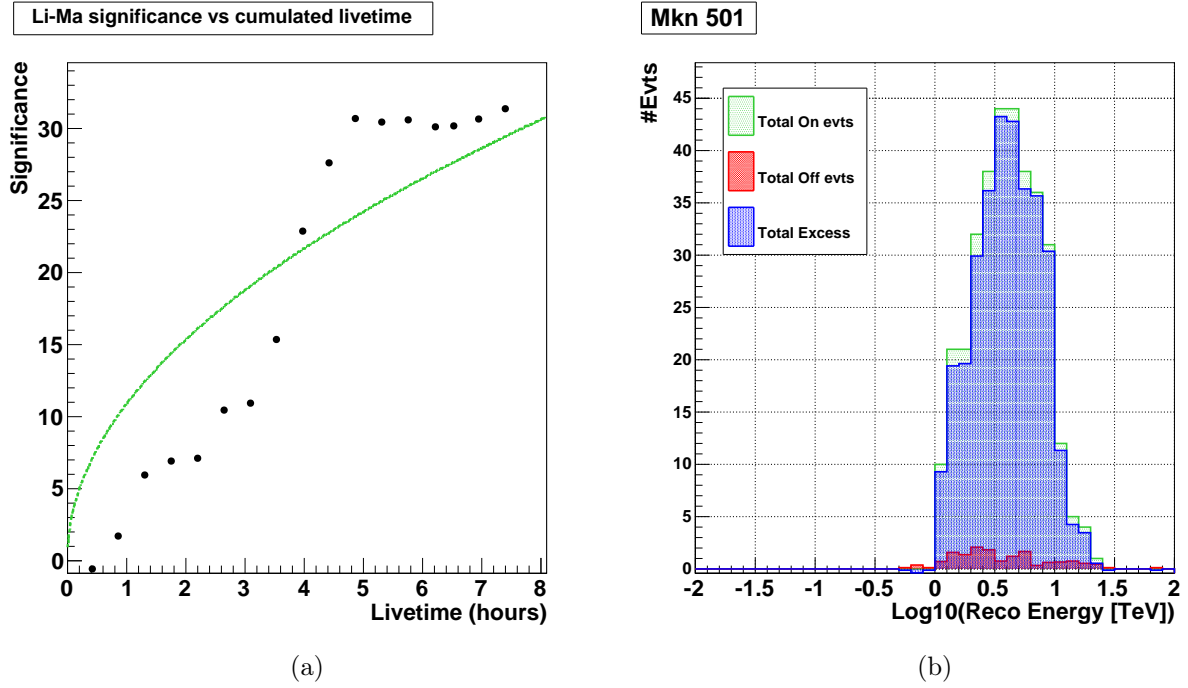 Li-Ma significance vs cumulated livetime
Significance
30
25
20
15
10
5
0
0 1 2 3 4 5 6 7 8
Livetime (hours)
(a)
Mkn 501
#Evts
45
40
35
30
25
20
15
10
5
0
Total On evts
Total Off evts
Total Excess
-2 -1.5 -1 -0.5 0 0.5 1 1.5 2
Log10(Reco Energy [TeV])
(b)